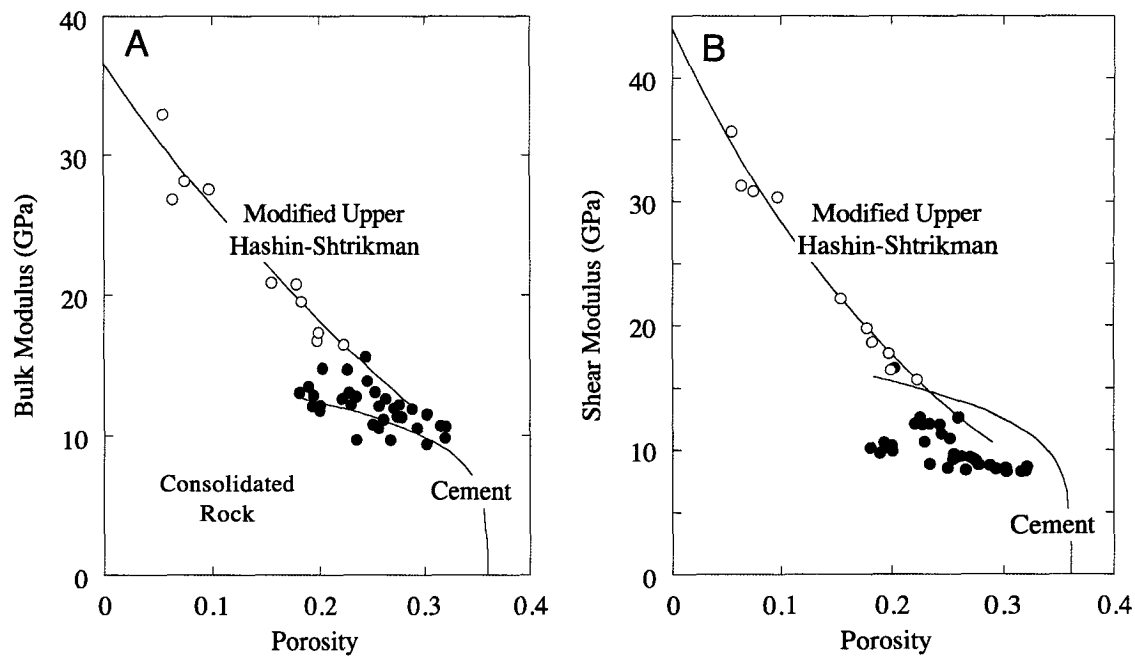 A
40
30
20
10
0
Bulk Modulus (GPa)
Modified Upper
Hashin-Shtrikman
Consolidated
Rock
Cement
0
0.1
0.2
0.3
0.4
Porosity
B
40
30
20
10
0
Shear Modulus (GPa)
Modified Upper
Hashin-Shtrikman
Cement
0
0.1
0.2
0.3
0.4
Porosity